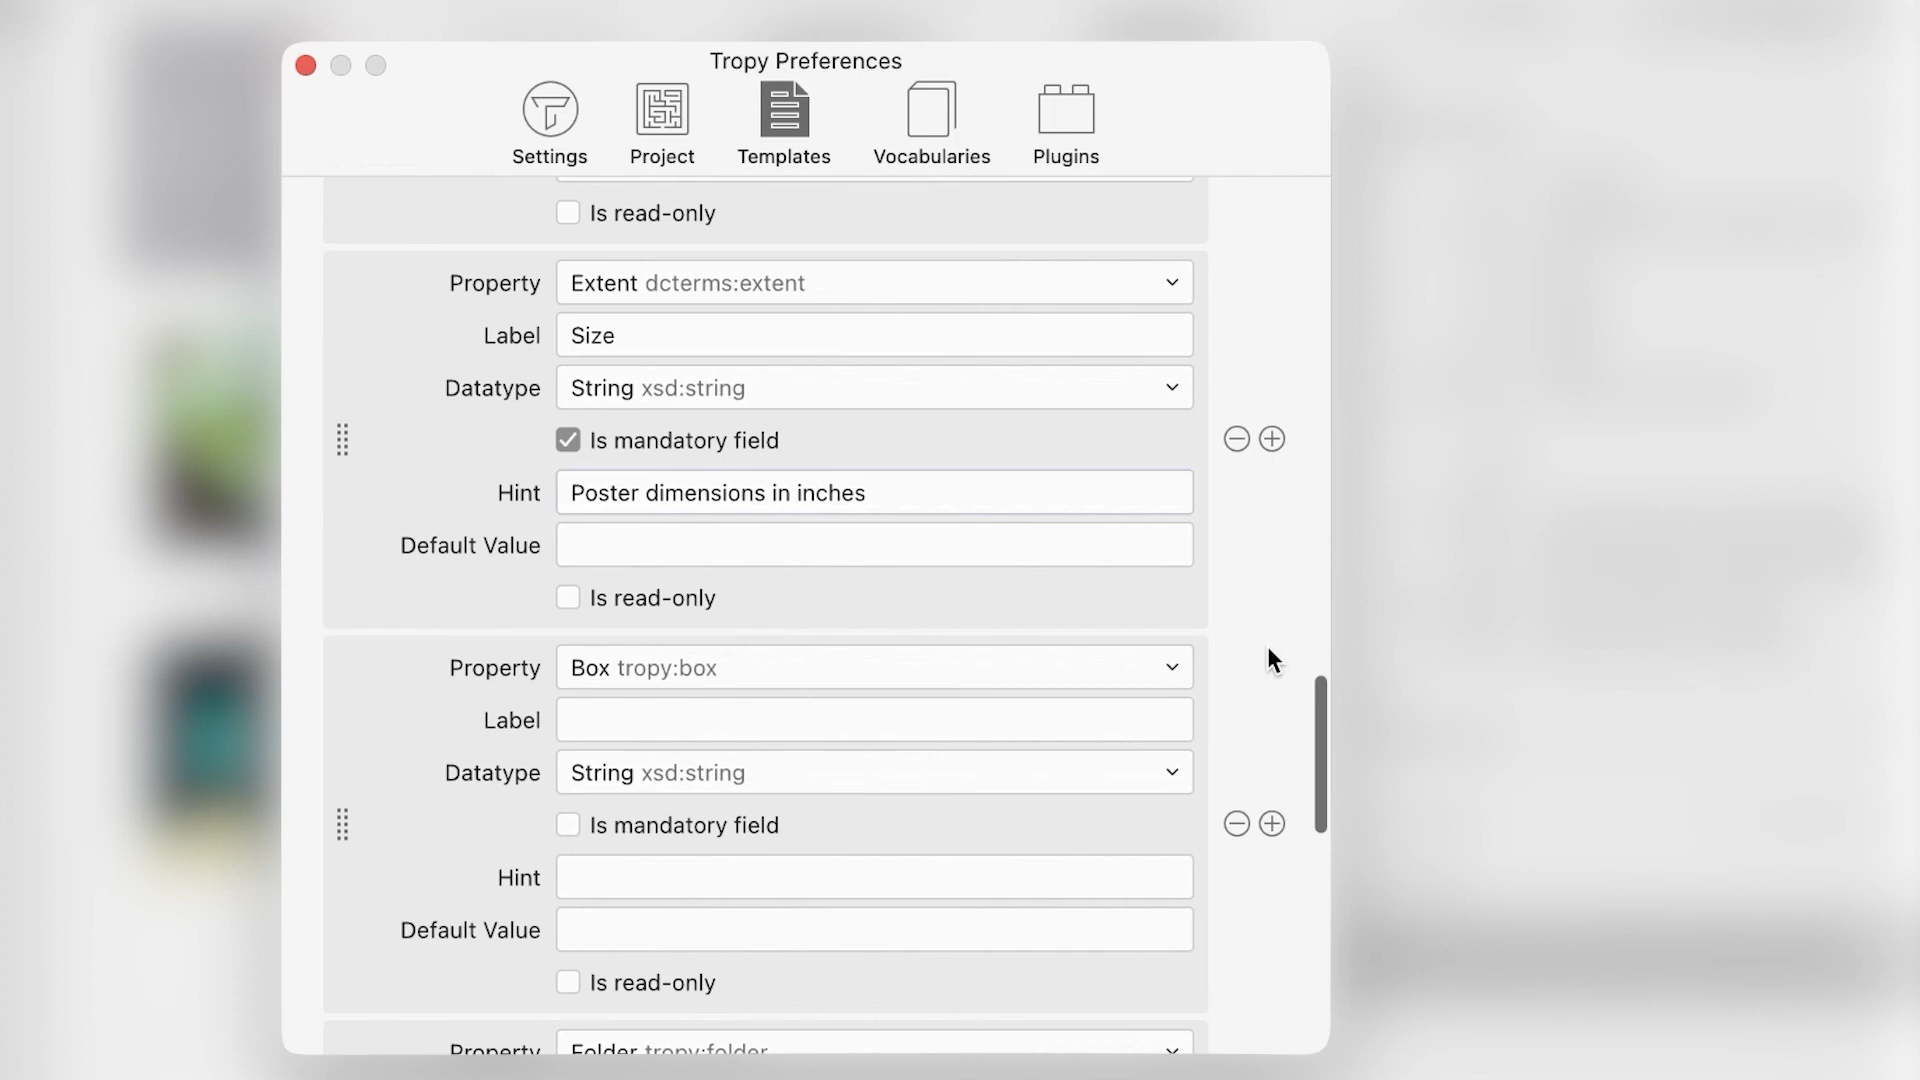 Tropy Preferences
Settings
Project
Templates
Vocabularies
Plugins
Is read-only
Property
Extent dcterms:extent
Label
Size
Datatype
String xsd:string
Is mandatory field
Hint
Poster dimensions in inches
Default Value
Is read-only
Property
Box tropy:box
Label
Datatype
String xsd:string
Is mandatory field
Hint
Default Value
Is read-only
Property
Folder tropy:folder